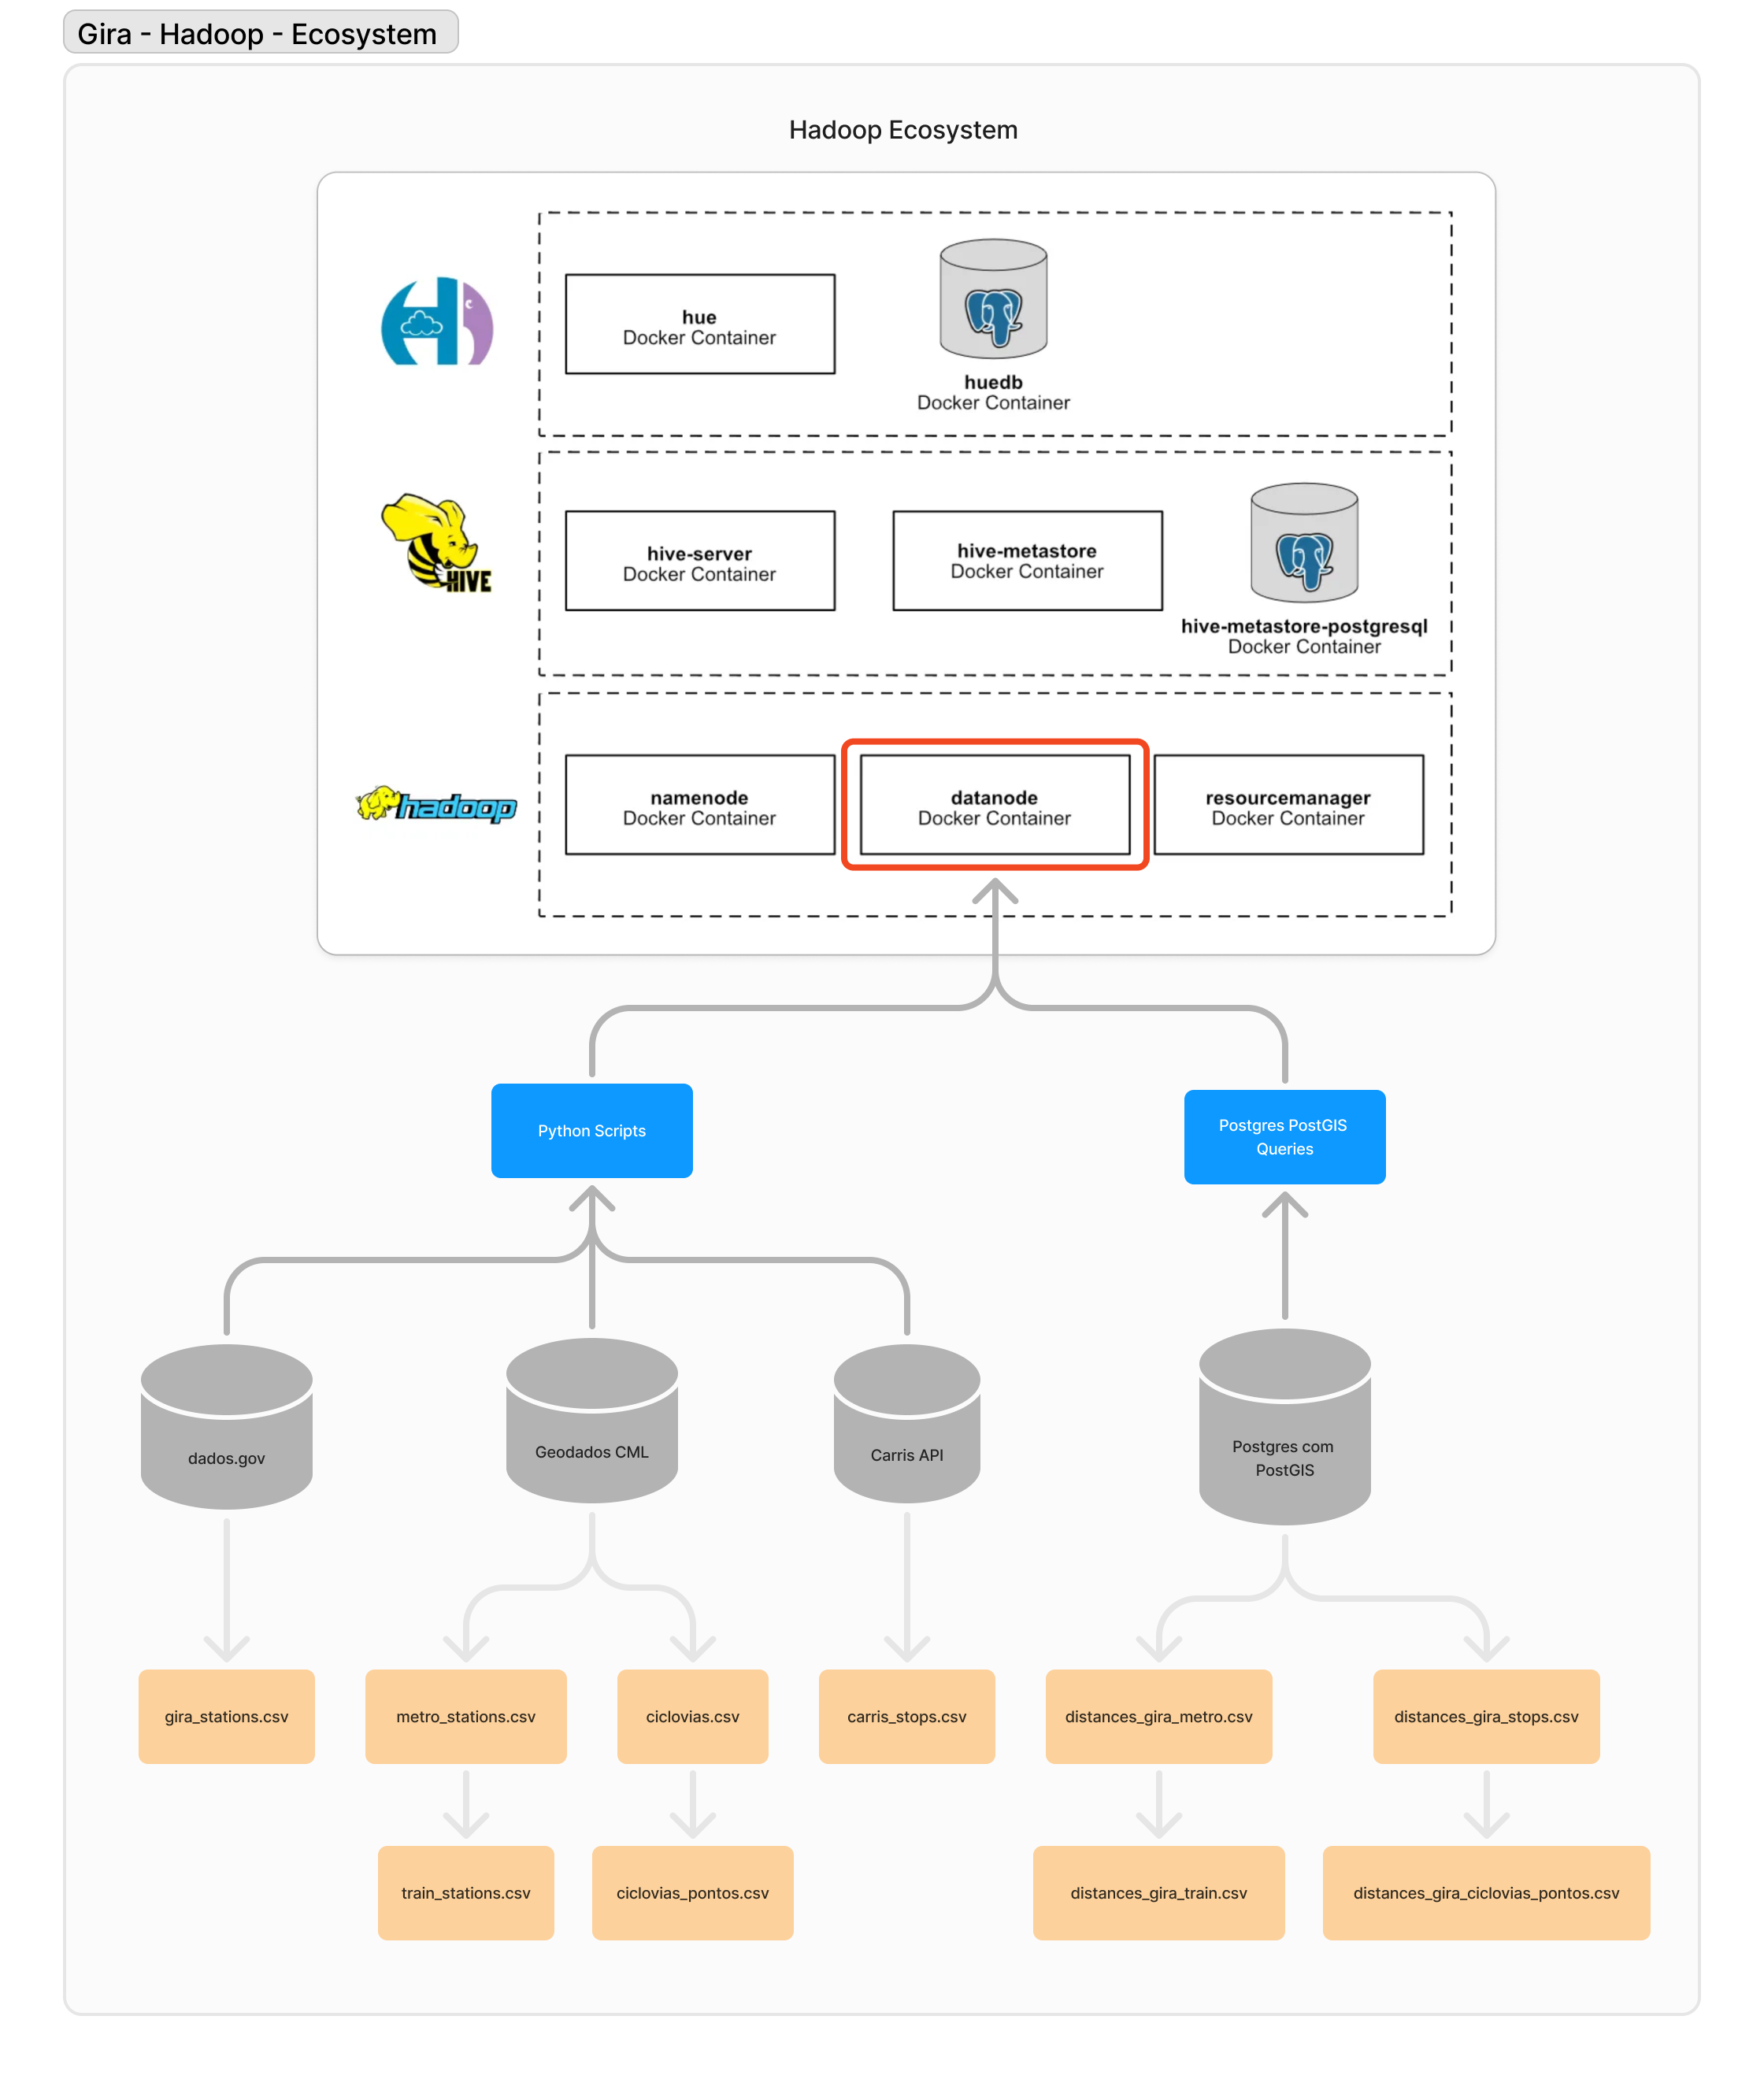 Gira - Hadoop - Ecosystem
Hadoop Ecosystem
hue
Docker Container
huedb
Docker Container
HIVE
hive-server
Docker Container
hive-metastore
Docker Container
hive-metastore-postgresql
Docker Container
hadoop
namenode
Docker Container
datanode
Docker Container
resourcemanager
Docker Container
Python Scripts
Postgres PostGIS
Queries
dados.gov
Geodados CML
Carris API
Postgres com
PostGIS
gira_stations.csv
metro_stations.csv
ciclovias.csv
carris_stops.csv
distances_gira_metro.csv
distances_gira_stops.csv
train_stations.csv
ciclovias_pontos.csv
distances_gira_train.csv
distances_gira_ciclovias_pontos.csv